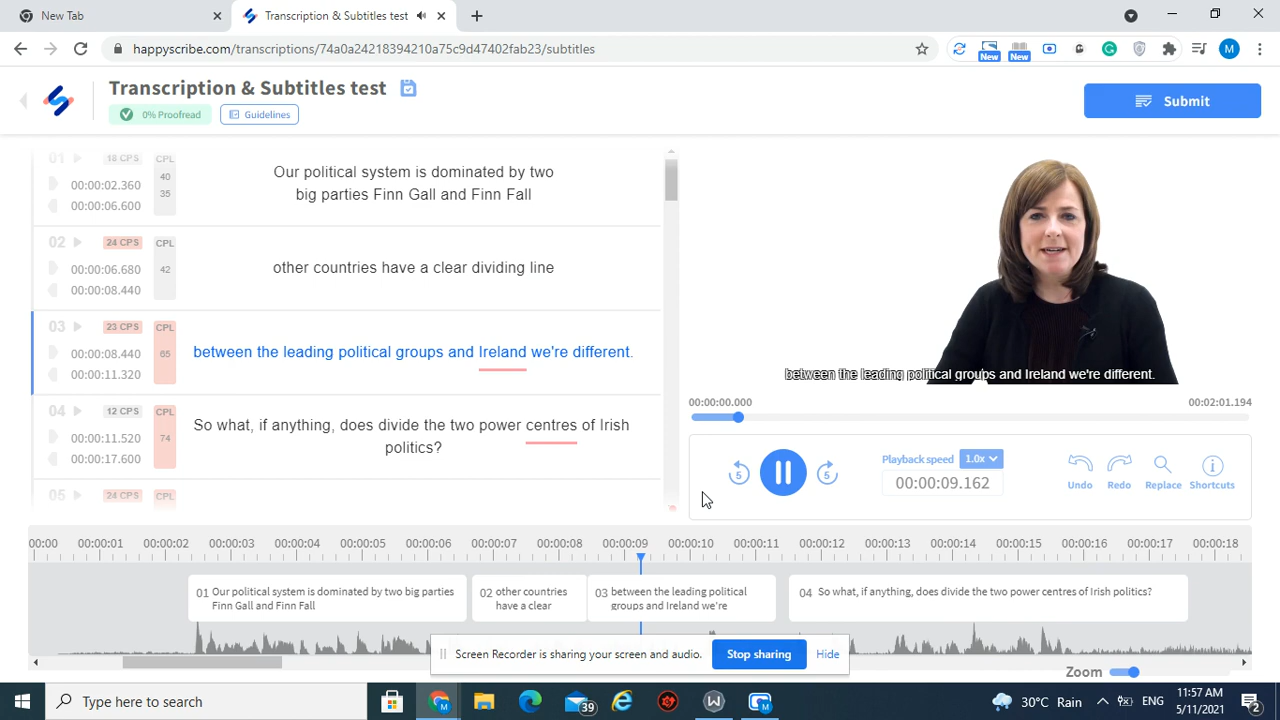 New Tab
Transcription & Subtitles test
happyscribe.com/transcriptions/74a0a24218394210a75c9d47402fab23/subtitles
New
New
M
Transcription & Subtitles test
0% Proofread
Guidelines
Submit
01
18 CPS
CPL
00:00:02.360
40
00:00:06.600
35
Our political system is dominated by two
big parties Finn Gall and Finn Fall
02
24 CPS
CPL
00:00:06.680
42
00:00:08.440
other countries have a clear dividing line
03
23 CPS
CPL
00:00:08.440
65
00:00:11.320
between the leading political groups and Ireland we're different.
04
12 CPS
CPL
00:00:11.520
74
00:00:17.600
So what, if anything, does divide the two power centres of Irish
politics?
05
24 CPS
CPL
between the leading political groups and Ireland we're different.
00:00:00.000
00:02:01.194
5
5
Playback speed
1.0x
00:00:09.162
Undo
Redo
Replace
Shortcuts
00:00 00:00:01 00:00:02 00:00:03 00:00:04 00:00:05 00:00:06 00:00:07 00:00:08 00:00:09 00:00:10 00:00:11 00:00:12 00:00:13 00:00:14 00:00:15 00:00:16 00:00:17 00:00:18
01 Our political system is dominated by two big parties
Finn Gall and Finn Fall
02 other countries
have a clear
03 between the leading political
groups and Ireland we're
04 So what, if anything, does divide the two power centres of Irish politics?
Screen Recorder is sharing your screen and audio.
Stop sharing
Hide
Zoom
Type here to search
39
30°C Rain
ENG
11:57 AM
5/11/2021
2